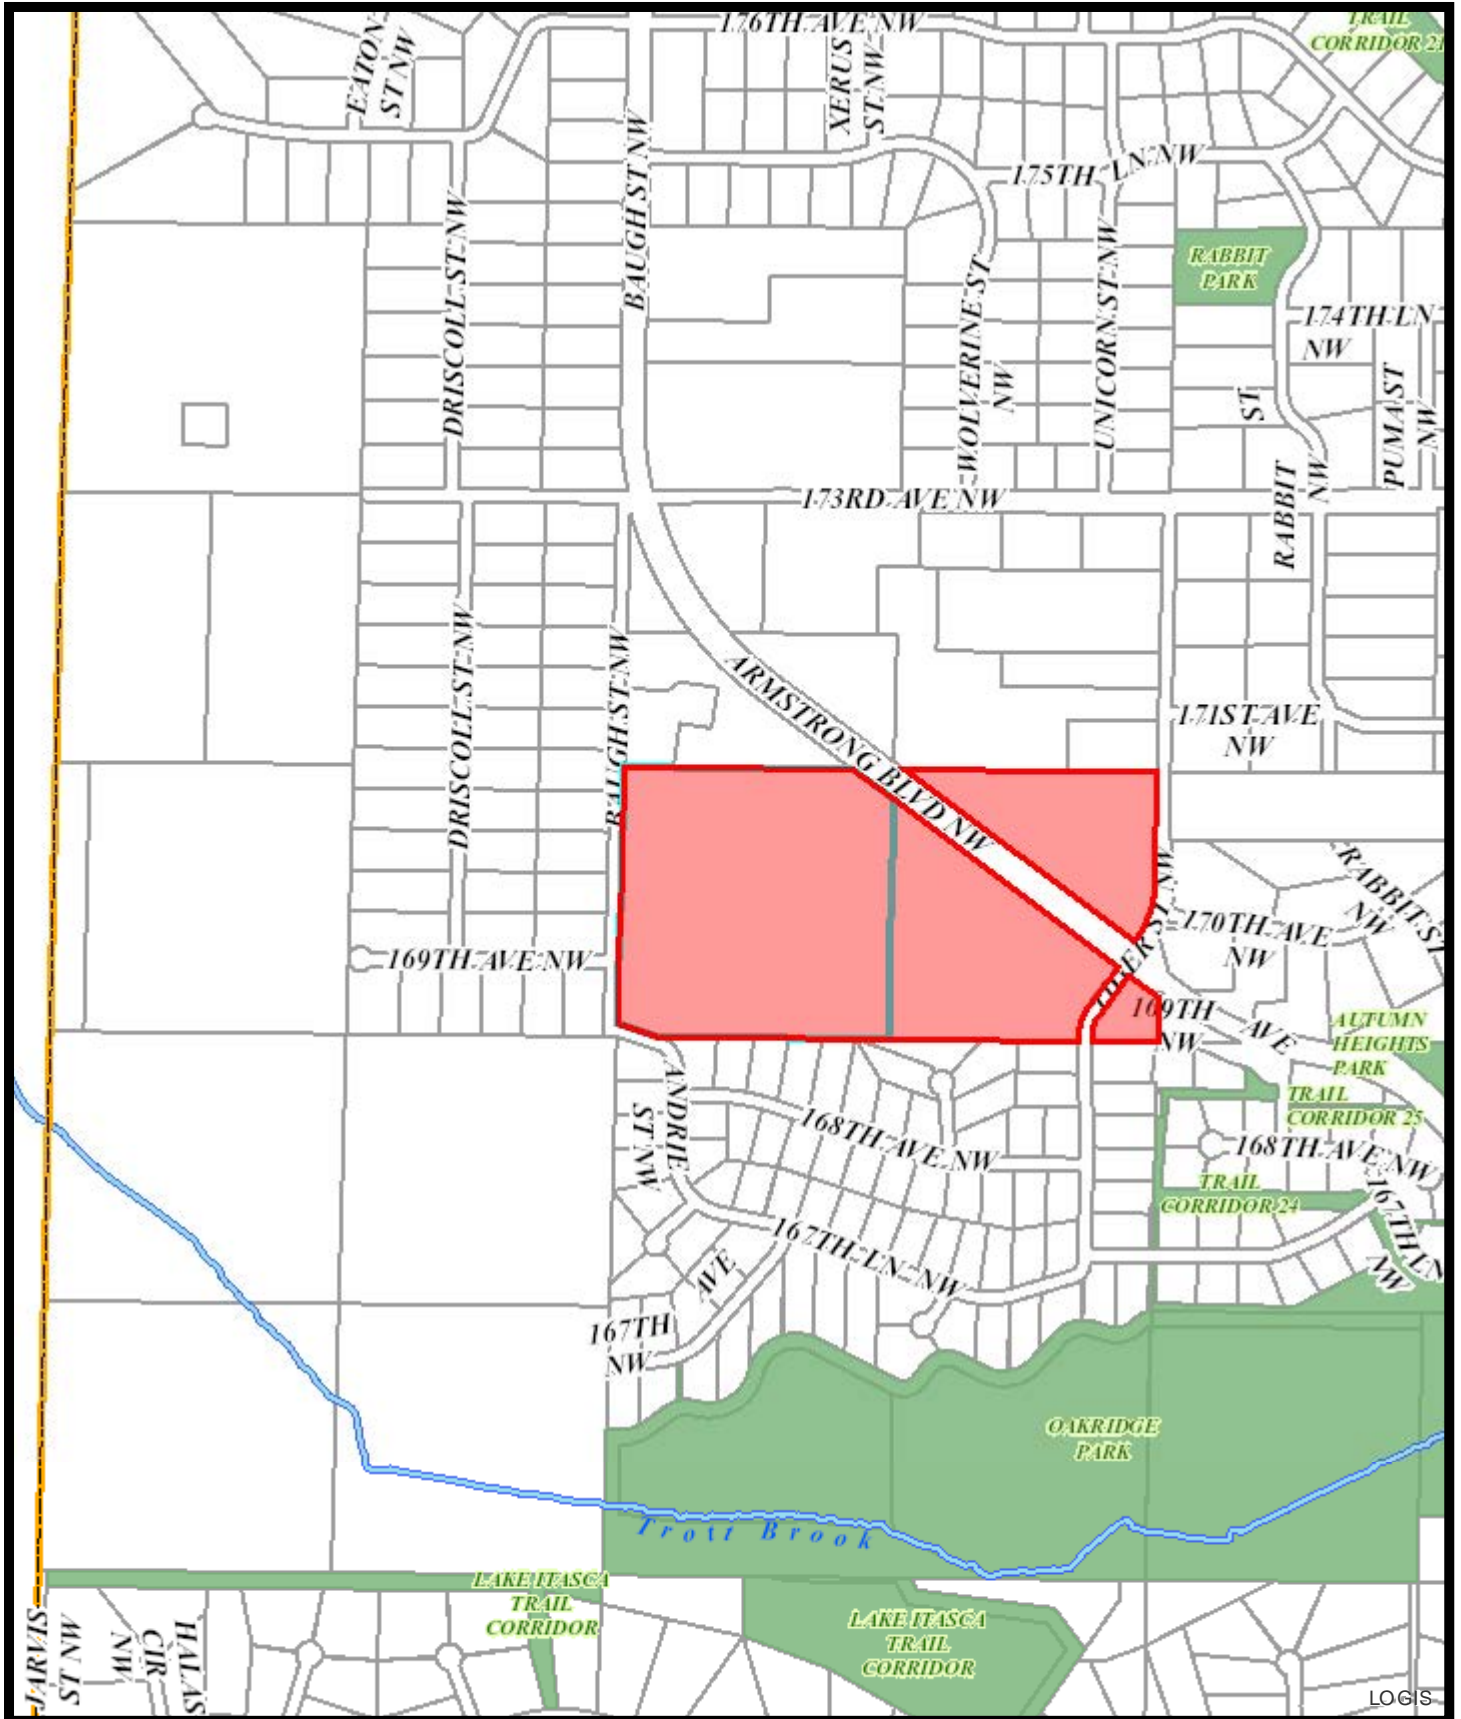 TRAIL
CORRIDOR 21
176TH AVE NW
EATON
ST NW
XERUS
ST NW
BAUGH ST NW
175TH LN NW
DRISCOLL ST NW
WOLVERINE ST
NW
UNICORN ST NW
RABBIT
PARK
174TH LN
NW
RABBIT
ST
NW
PUMA ST
NW
173RD AVE NW
DRISCOLL ST NW
BAUGH ST NW
ARMSTRONG BLVD NW
171ST AVE
NW
RABBIT ST
NW
170TH AVE
NW
TIGER ST NW
169TH AVE NW
169TH
AVE
NW
AUTUMN
HEIGHTS
PARK
TRAIL
CORRIDOR 25
ANDRIE
ST NW
168TH AVE NW
168TH AVE NW
TRAIL
CORRIDOR 24
167TH LN
NW
167TH LN NW
167TH
AVE
NW
OAKRIDGE
PARK
Trott Brook
LAKE ITASCA
TRAIL
CORRIDOR
LAKE ITASCA
TRAIL
CORRIDOR
JARVIS
ST NW
HALAS
CIR
NW
LOGIS